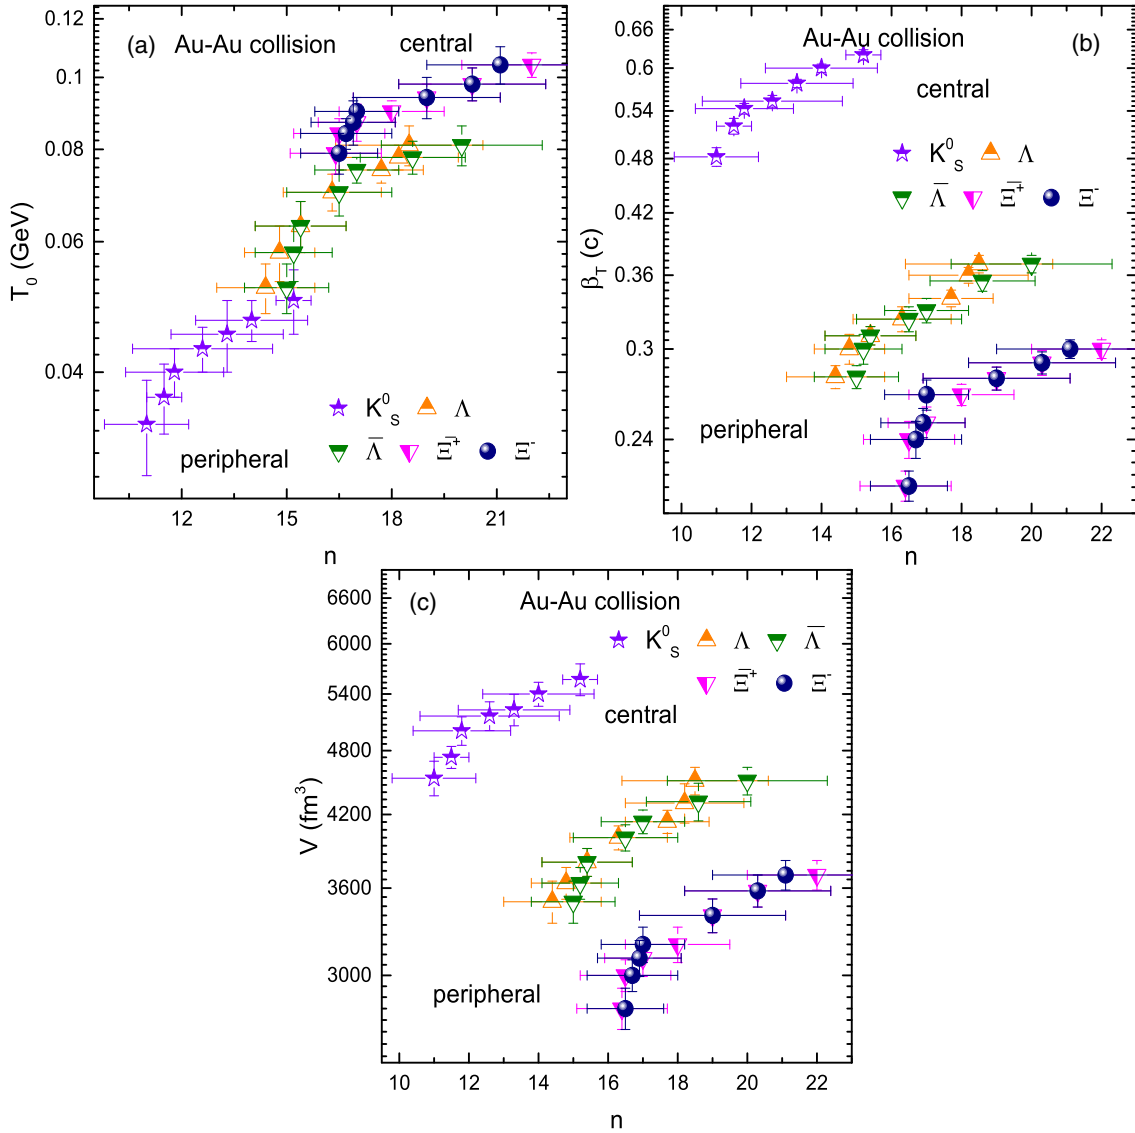 (a) Au-Au collision central
0.12
0.1
0.08
0.06
0.04
T₀ (GeV)
K⁰S Λ
Λ̅ Ξ̅⁺ Ξ⁻
peripheral
12 15 18 21
n
Au-Au collision (b)
central
0.66
0.6
0.54
0.48
0.42
0.36
0.3
0.24
β_T (c)
K⁰S Λ
Λ̅ Ξ̅⁺ Ξ⁻
peripheral
10 12 14 16 18 20 22
n
(c) Au-Au collision
6600
6000
5400
4800
4200
3600
3000
V (fm³)
K⁰S Λ Λ̅
Ξ̅⁺ Ξ⁻
central
peripheral
10 12 14 16 18 20 22
n